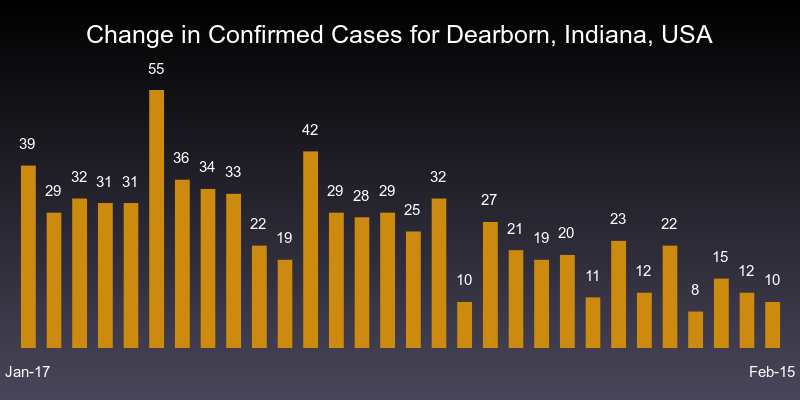 Change in Confirmed Cases for Dearborn, Indiana, USA
39 29 32 31 31 55 36 34 33 22 19 42 29 28 29 25 32 10 27 21 19 20 11 23 12 22 8 15 12 10
Jan-17 Feb-15